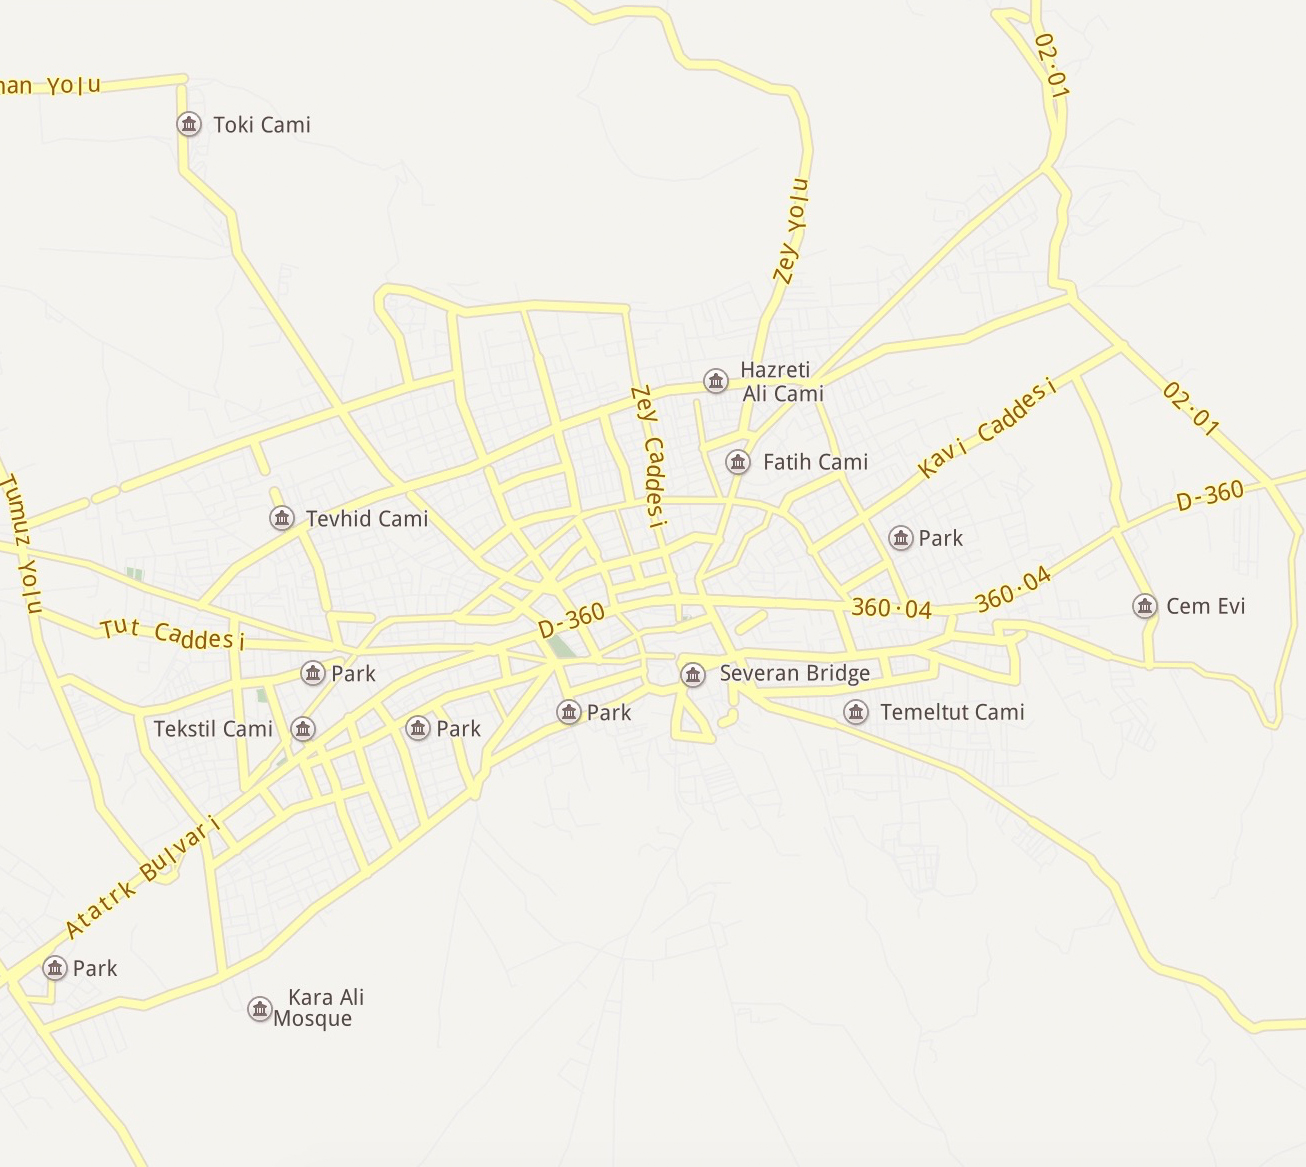 02·01
nan Yolu
Toki Cami
Zey Yolu
Hazreti
Ali Cami
Zey Caddesi
Kavi Caddesi
02·01
Fatih Cami
Tumuz Yolu
D-360
Tevhid Cami
Park
360·04
360·04
Cem Evi
D-360
Tut Caddesi
Park
Severan Bridge
Tekstil Cami
Park
Park
Temeltut Cami
Atatrk Bulvari
Park
Kara Ali
Mosque